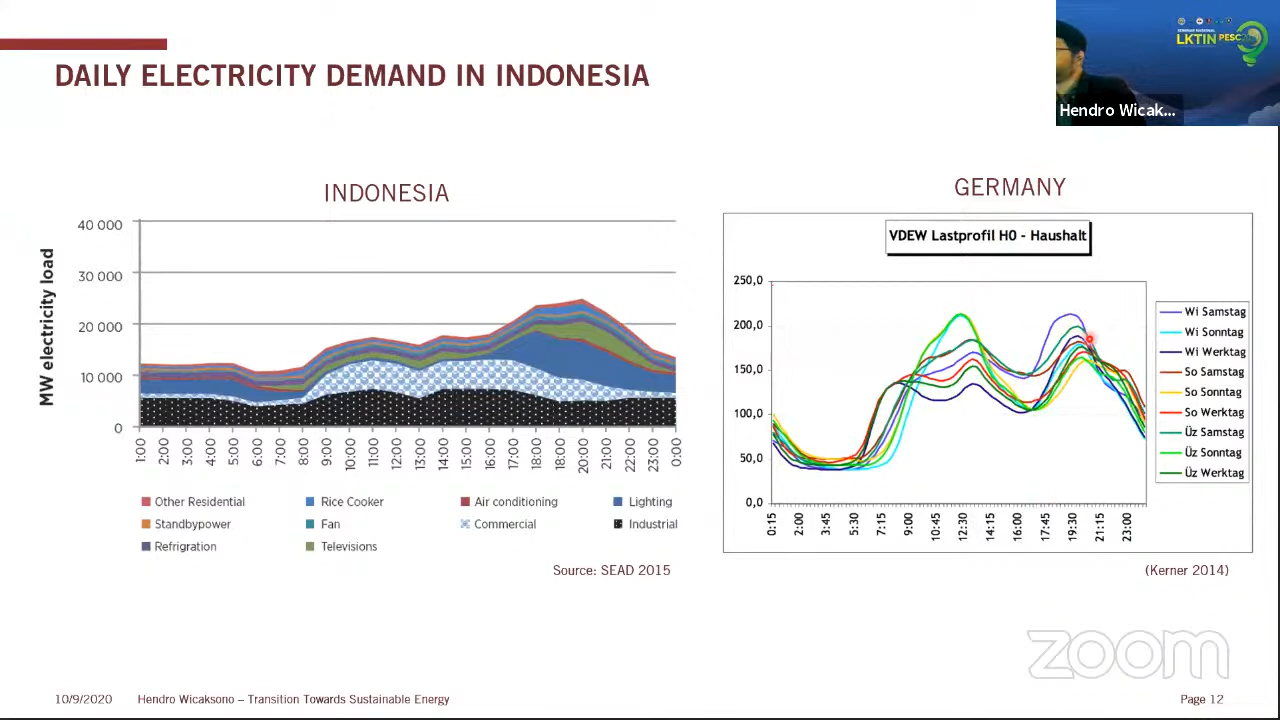 DAILY ELECTRICITY DEMAND IN INDONESIA
SEMINAR NASIONAL
LKTIN PESC
Hendro Wicak...
INDONESIA
MW electricity load
40 000
30 000
20 000
10 000
0
1:00
2:00
3:00
4:00
5:00
6:00
7:00
8:00
9:00
10:00
11:00
12:00
13:00
14:00
15:00
16:00
17:00
18:00
19:00
20:00
21:00
22:00
23:00
0:00
Other Residential
Rice Cooker
Air conditioning
Lighting
Standbypower
Fan
Commercial
Industrial
Refrigration
Televisions
Source: SEAD 2015
GERMANY
VDEW Lastprofil H0 - Haushalt
250,0
200,0
150,0
100,0
50,0
0,0
0:15
2:00
3:45
5:30
7:15
9:00
10:45
12:30
14:15
16:00
17:45
19:30
21:15
23:00
Wi Samstag
Wi Sonntag
Wi Werktag
So Samstag
So Sonntag
So Werktag
Üz Samstag
Üz Sonntag
Üz Werktag
(Kerner 2014)
zoom
10/9/2020
Hendro Wicaksono – Transition Towards Sustainable Energy
Page 12